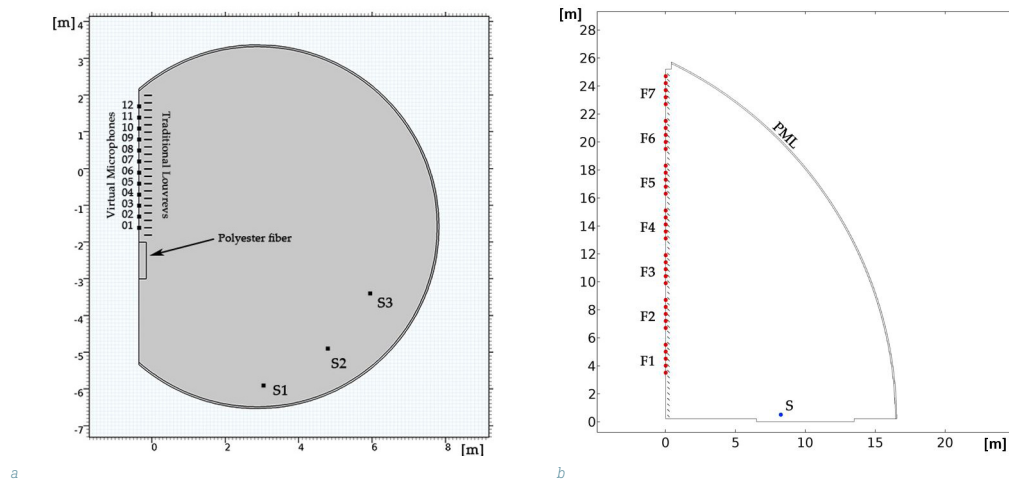 [m]
4
3
2
1
0
-1
-2
-3
-4
-5
-6
-7
0
2
4
6
8
[m]
Virtual Microphones
12
11
10
09
08
07
06
05
04
03
02
01
Traditional Louvrevs
Polyester fiber
S3
S2
S1
a
[m]
28
26
24
22
20
18
16
14
12
10
8
6
4
2
0
0
5
10
15
20
[m]
F7
F6
F5
F4
F3
F2
F1
PML
S
b